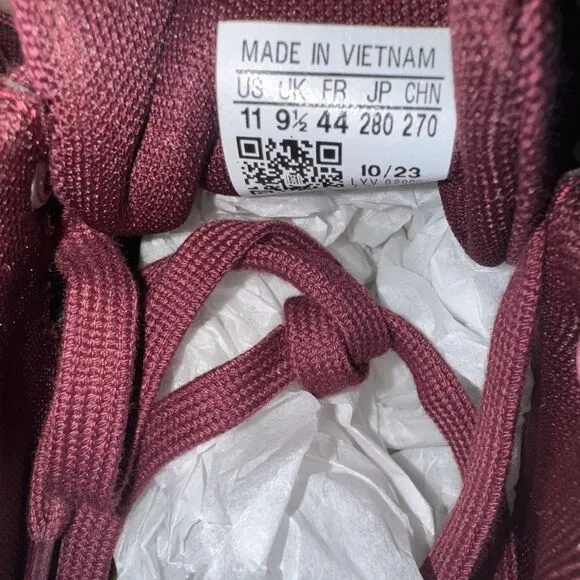 MADE IN VIETNAM
US UK FR JP CHN
11 9½ 44 280 270
10/23